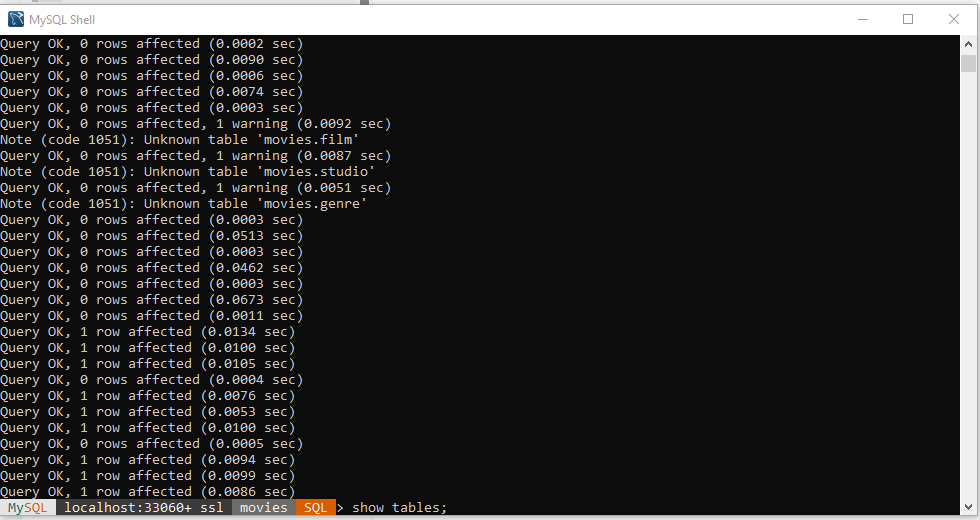 MySQL Shell
Query OK, 0 rows affected (0.0002 sec)
Query OK, 0 rows affected (0.0090 sec)
Query OK, 0 rows affected (0.0006 sec)
Query OK, 0 rows affected (0.0074 sec)
Query OK, 0 rows affected (0.0003 sec)
Query OK, 0 rows affected, 1 warning (0.0092 sec)
Note (code 1051): Unknown table 'movies.film'
Query OK, 0 rows affected, 1 warning (0.0087 sec)
Note (code 1051): Unknown table 'movies.studio'
Query OK, 0 rows affected, 1 warning (0.0051 sec)
Note (code 1051): Unknown table 'movies.genre'
Query OK, 0 rows affected (0.0003 sec)
Query OK, 0 rows affected (0.0513 sec)
Query OK, 0 rows affected (0.0003 sec)
Query OK, 0 rows affected (0.0462 sec)
Query OK, 0 rows affected (0.0003 sec)
Query OK, 0 rows affected (0.0673 sec)
Query OK, 0 rows affected (0.0011 sec)
Query OK, 1 row affected (0.0134 sec)
Query OK, 1 row affected (0.0100 sec)
Query OK, 1 row affected (0.0105 sec)
Query OK, 0 rows affected (0.0004 sec)
Query OK, 1 row affected (0.0076 sec)
Query OK, 1 row affected (0.0053 sec)
Query OK, 1 row affected (0.0100 sec)
Query OK, 0 rows affected (0.0005 sec)
Query OK, 1 row affected (0.0094 sec)
Query OK, 1 row affected (0.0099 sec)
Query OK, 1 row affected (0.0086 sec)
MySQL localhost:33060+ ssl movies SQL > show tables;